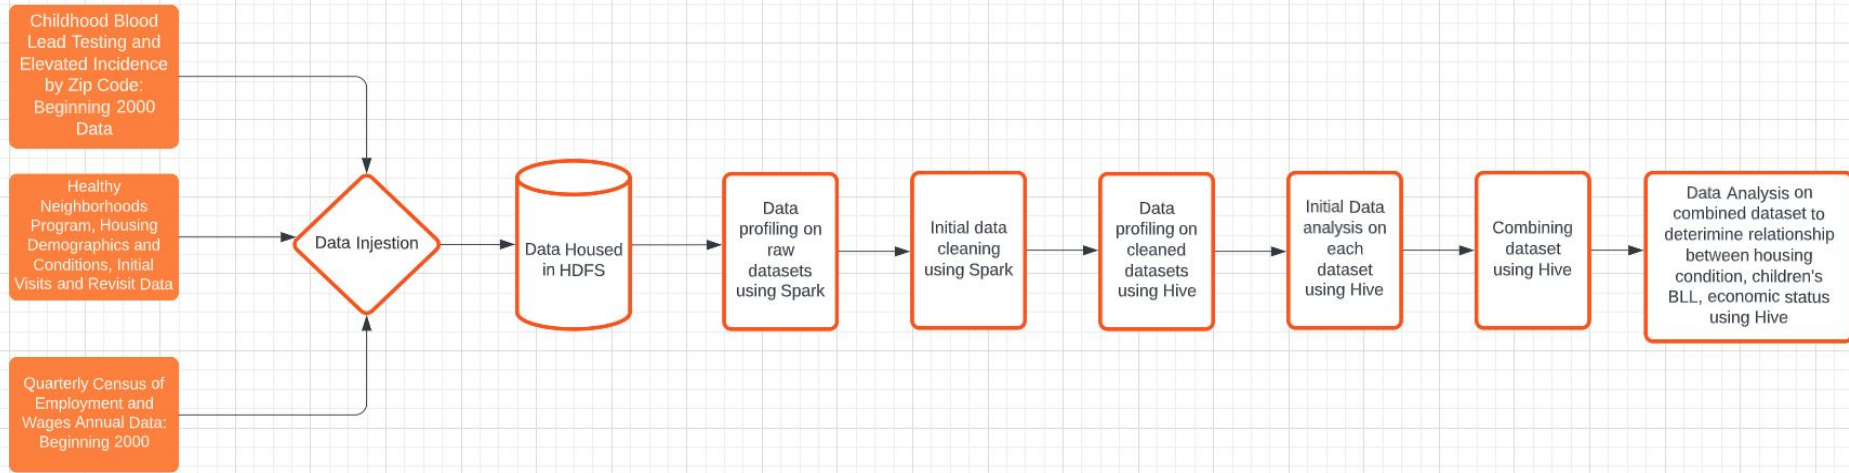 Childhood Blood
Lead Testing and
Elevated Incidence
by Zip Code:
Beginning 2000
Data
Healthy
Neighborhoods
Program, Housing
Demographics and
Conditions, Initial
Visits and Revisit Data
Quarterly Census of
Employment and
Wages Annual Data:
Beginning 2000
Data Injestion
Data Housed
in HDFS
Data
profiling on
raw
datasets
using Spark
Initial data
cleaning
using Spark
Data
profiling on
cleaned
datasets
using Hive
Initial Data
analysis on
each
dataset
using Hive
Combining
dataset
using Hive
Data Analysis on
combined dataset to
deterimine relationship
between housing
condition, children's
BLL, economic status
using Hive